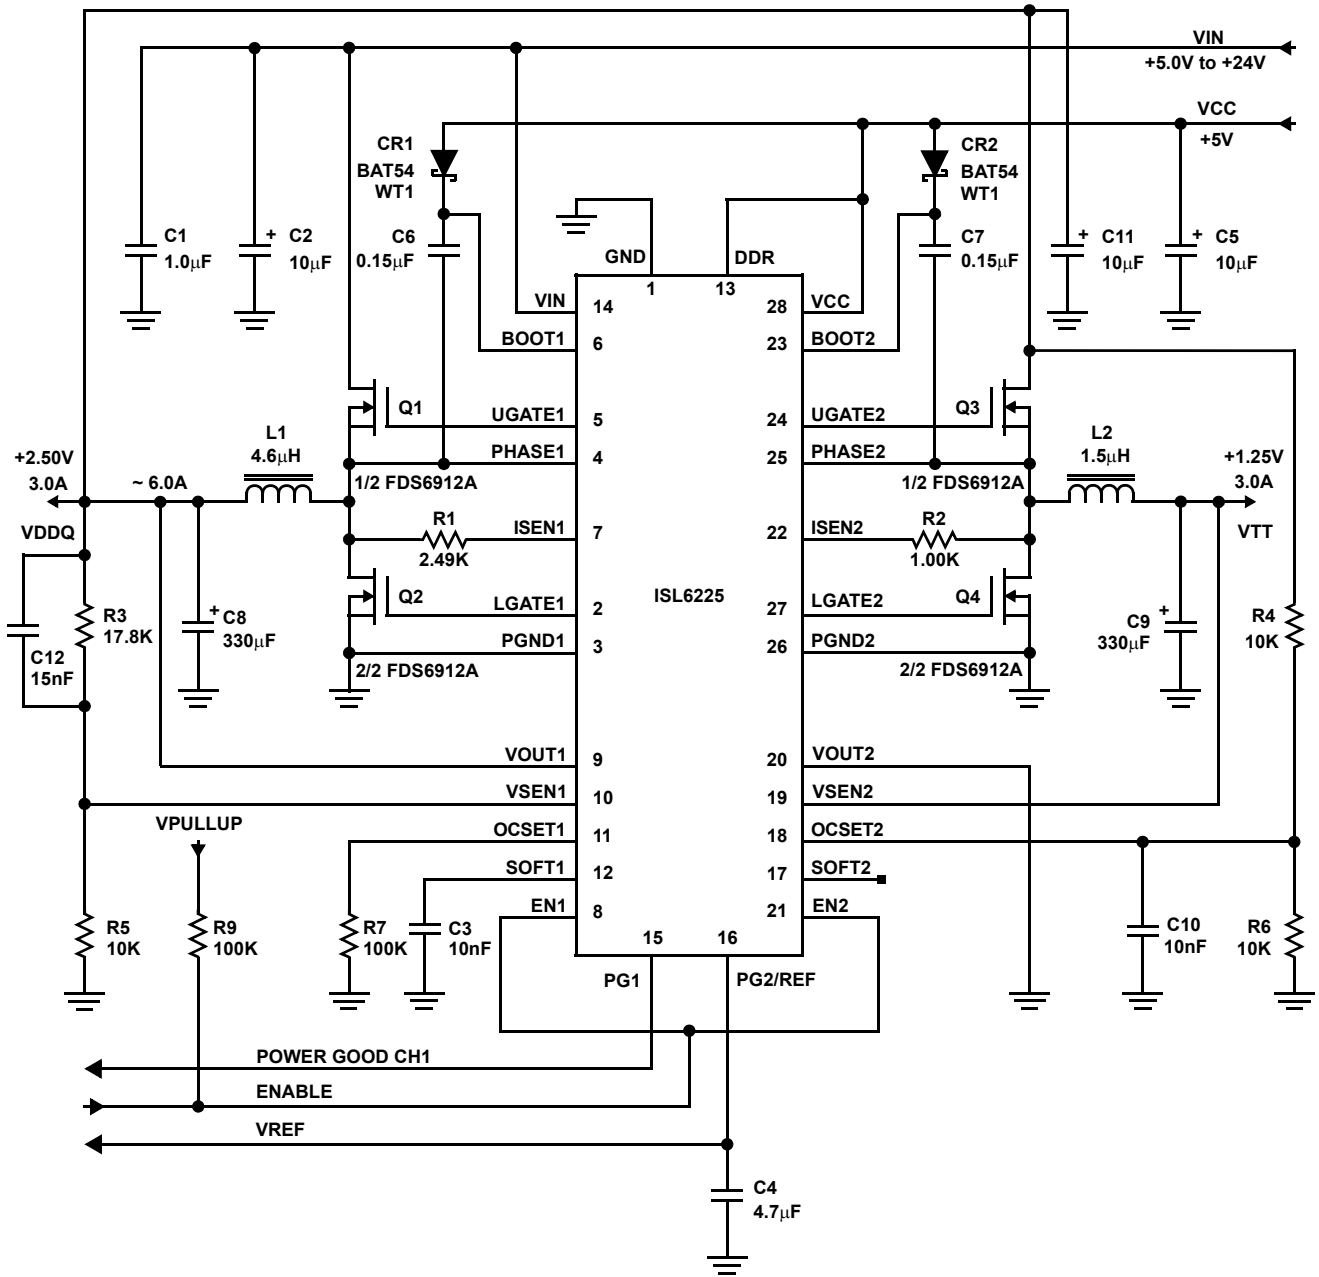 VIN
+5.0V to +24V
VCC
+5V
CR1
BAT54
WT1
CR2
BAT54
WT1
C1
1.0µF
+ C2
10µF
C6
0.15µF
GND
DDR
C7
0.15µF
+ C11
10µF
+ C5
10µF
1
13
VIN
14
28
VCC
BOOT1
6
23
BOOT2
Q1
UGATE1
5
24
UGATE2
Q3
L1
4.6µH
PHASE1
4
25
PHASE2
L2
1.5µH
+2.50V
3.0A
~ 6.0A
1/2 FDS6912A
1/2 FDS6912A
+1.25V
3.0A
VDDQ
R1
2.49K
ISEN1
7
22
ISEN2
R2
1.00K
VTT
ISL6225
Q2
LGATE1
2
27
LGATE2
Q4
R3
17.8K
+ C8
330µF
C12
15nF
PGND1
3
26
PGND2
2/2 FDS6912A
2/2 FDS6912A
C9 +
330µF
R4
10K
VOUT1
9
20
VOUT2
VSEN1
10
19
VSEN2
VPULLUP
OCSET1
11
18
OCSET2
SOFT1
12
17
SOFT2
EN1
8
21
EN2
R5
10K
R9
100K
R7
100K
C3
10nF
15
16
C10
10nF
R6
10K
PG1
PG2/REF
POWER GOOD CH1
ENABLE
VREF
C4
4.7µF